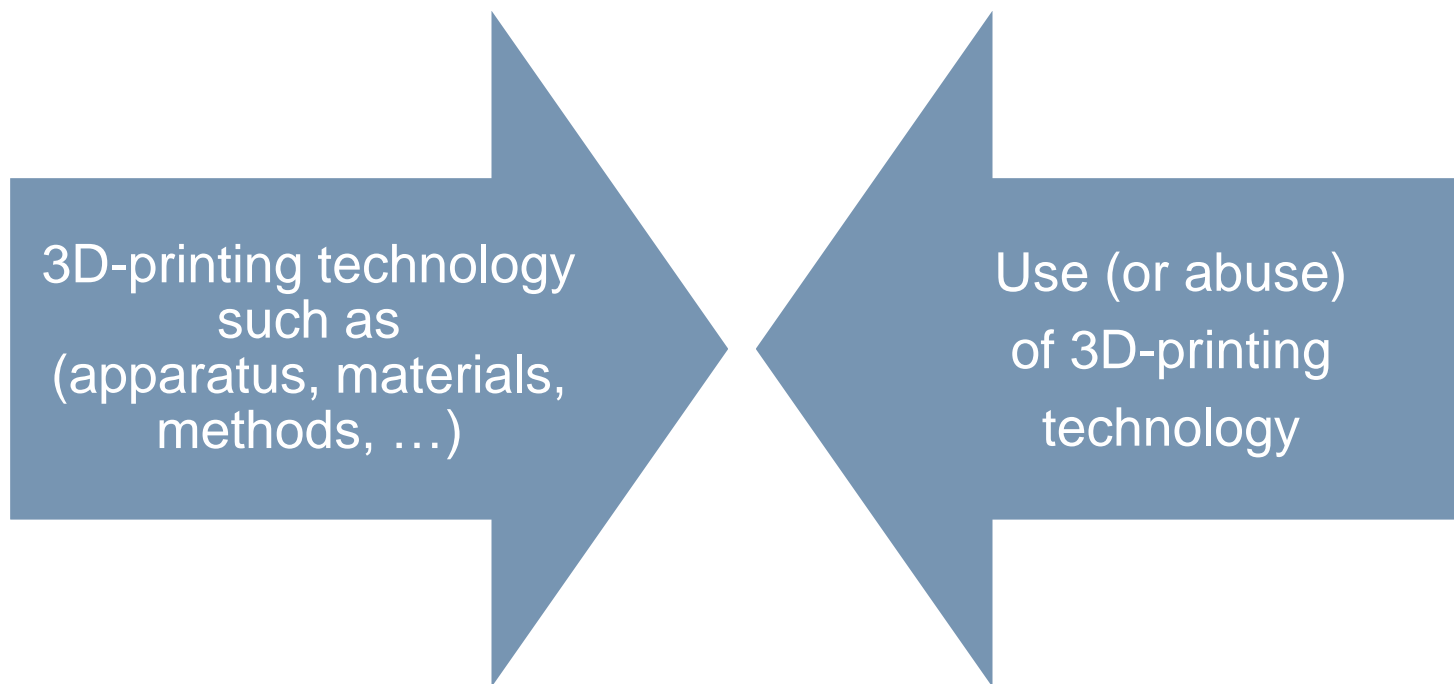 3D-printing technology
such as
(apparatus, materials,
methods, …)
Use (or abuse)
of 3D-printing
technology